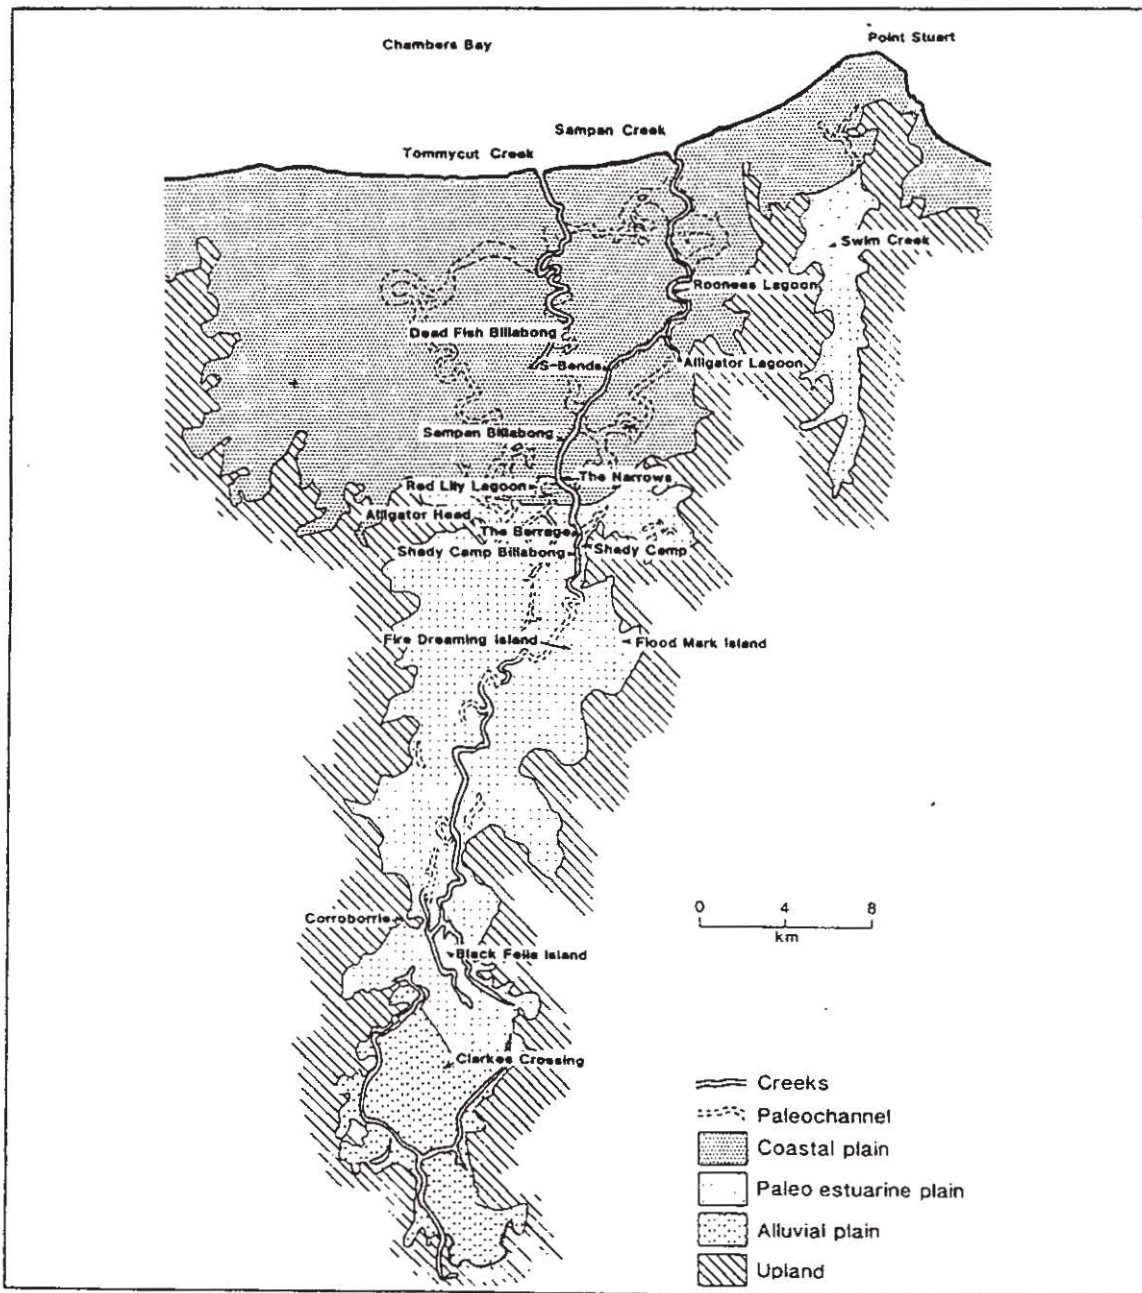 Chambers Bay
Point Stuart
Sampan Creek
Tommycut Creek
Swim Creek
Roonees Lagoon
Dead Fish Billabong
S-Bends
Alligator Lagoon
Sampan Billabong
Red Lily Lagoon
The Narrows
Alligator Head
The Barrage
Shady Camp Billabong
Shady Camp
Fire Dreaming Island
Flood Mark Island
0 4 8
km
Corroborrie
Black Fella Island
Clarkes Crossing
Creeks
Paleochannel
Coastal plain
Paleo estuarine plain
Alluvial plain
Upland